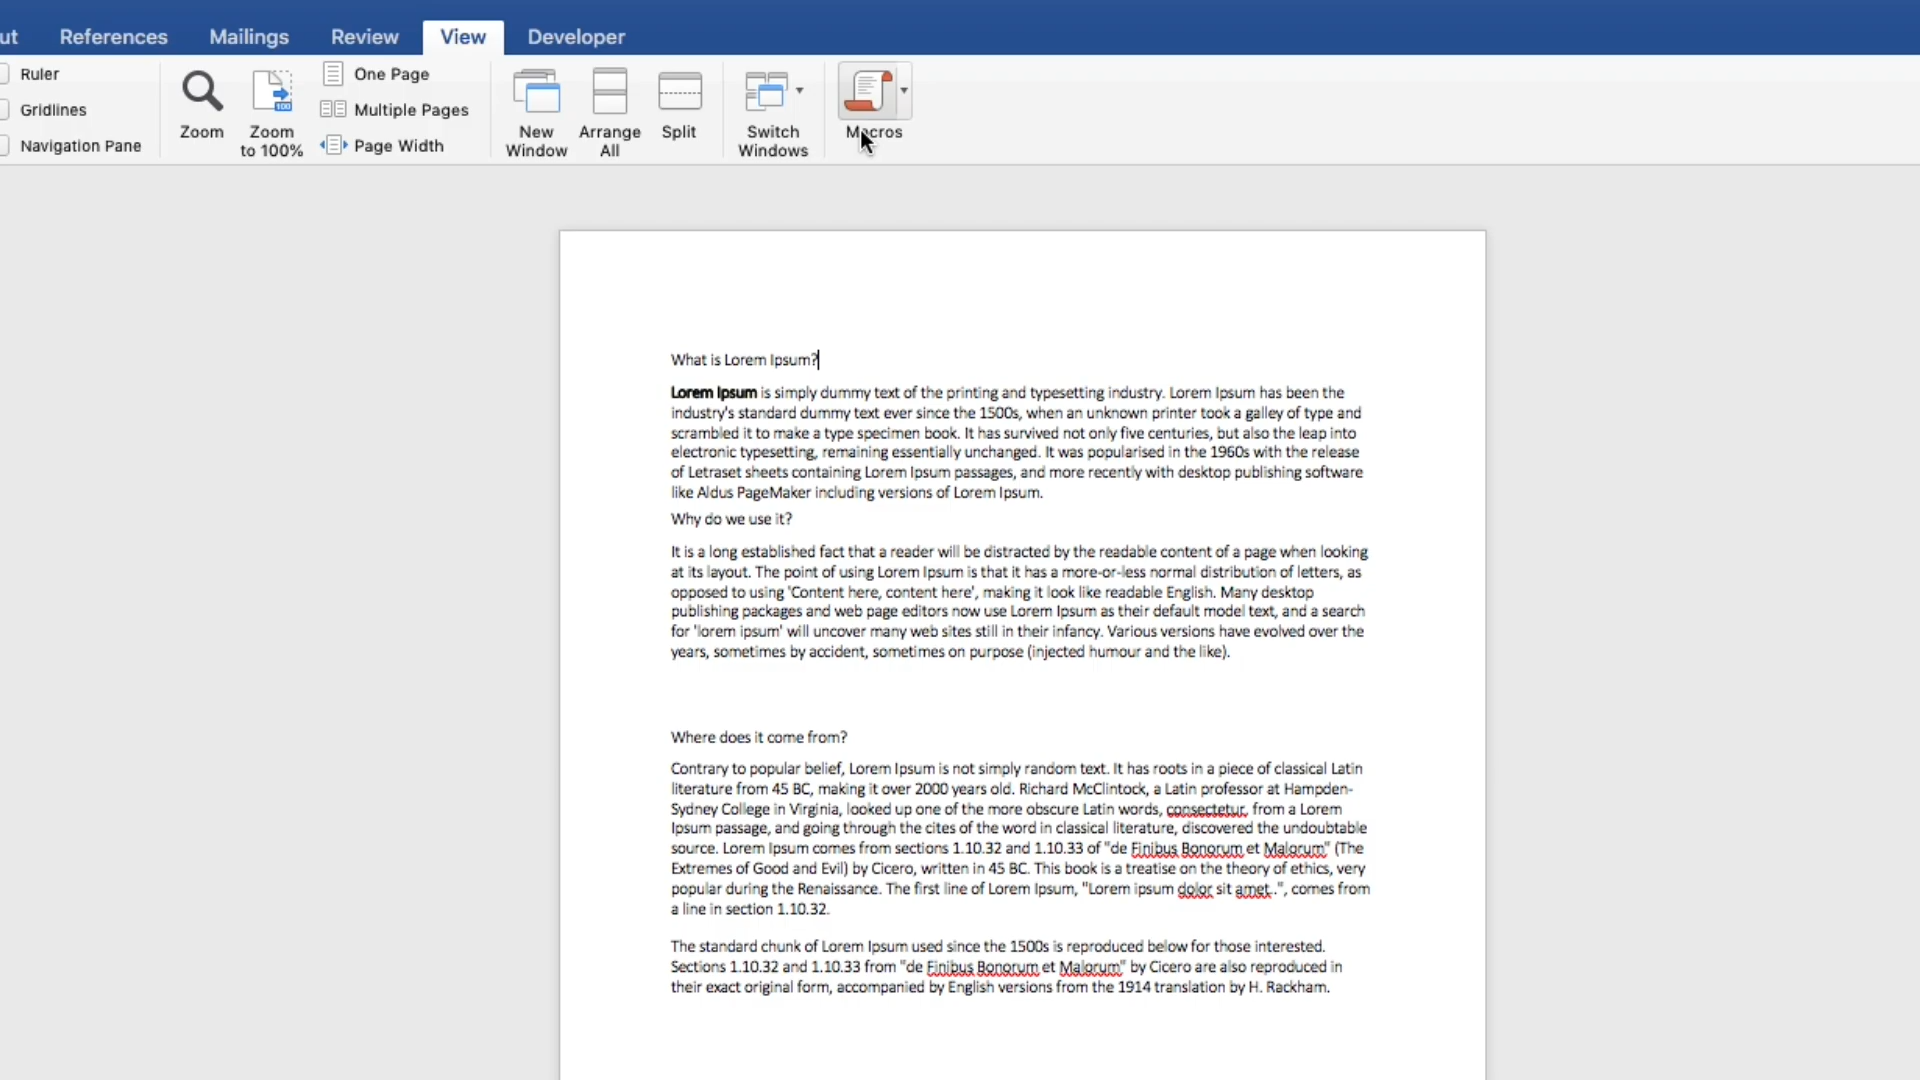 ut References Mailings Review View Developer
Ruler
Gridlines
Navigation Pane
Zoom
Zoom
to 100%
100
One Page
Multiple Pages
Page Width
New
Window
Arrange
All
Split
Switch
Windows
Macros
What is Lorem Ipsum?
Lorem Ipsum is simply dummy text of the printing and typesetting industry. Lorem Ipsum has been the
industry's standard dummy text ever since the 1500s, when an unknown printer took a galley of type and
scrambled it to make a type specimen book. It has survived not only five centuries, but also the leap into
electronic typesetting, remaining essentially unchanged. It was popularised in the 1960s with the release
of Letraset sheets containing Lorem Ipsum passages, and more recently with desktop publishing software
like Aldus PageMaker including versions of Lorem Ipsum.
Why do we use it?
It is a long established fact that a reader will be distracted by the readable content of a page when looking
at its layout. The point of using Lorem Ipsum is that it has a more-or-less normal distribution of letters, as
opposed to using 'Content here, content here', making it look like readable English. Many desktop
publishing packages and web page editors now use Lorem Ipsum as their default model text, and a search
for 'lorem ipsum' will uncover many web sites still in their infancy. Various versions have evolved over the
years, sometimes by accident, sometimes on purpose (injected humour and the like).
Where does it come from?
Contrary to popular belief, Lorem Ipsum is not simply random text. It has roots in a piece of classical Latin
literature from 45 BC, making it over 2000 years old. Richard McClintock, a Latin professor at Hampden-
Sydney College in Virginia, looked up one of the more obscure Latin words, consectetur, from a Lorem
Ipsum passage, and going through the cites of the word in classical literature, discovered the undoubtable
source. Lorem Ipsum comes from sections 1.10.32 and 1.10.33 of "de Finibus Bonorum et Malorum" (The
Extremes of Good and Evil) by Cicero, written in 45 BC. This book is a treatise on the theory of ethics, very
popular during the Renaissance. The first line of Lorem Ipsum, "Lorem ipsum dolor sit amet..", comes from
a line in section 1.10.32.
The standard chunk of Lorem Ipsum used since the 1500s is reproduced below for those interested.
Sections 1.10.32 and 1.10.33 from "de Finibus Bonorum et Malorum" by Cicero are also reproduced in
their exact original form, accompanied by English versions from the 1914 translation by H. Rackham.